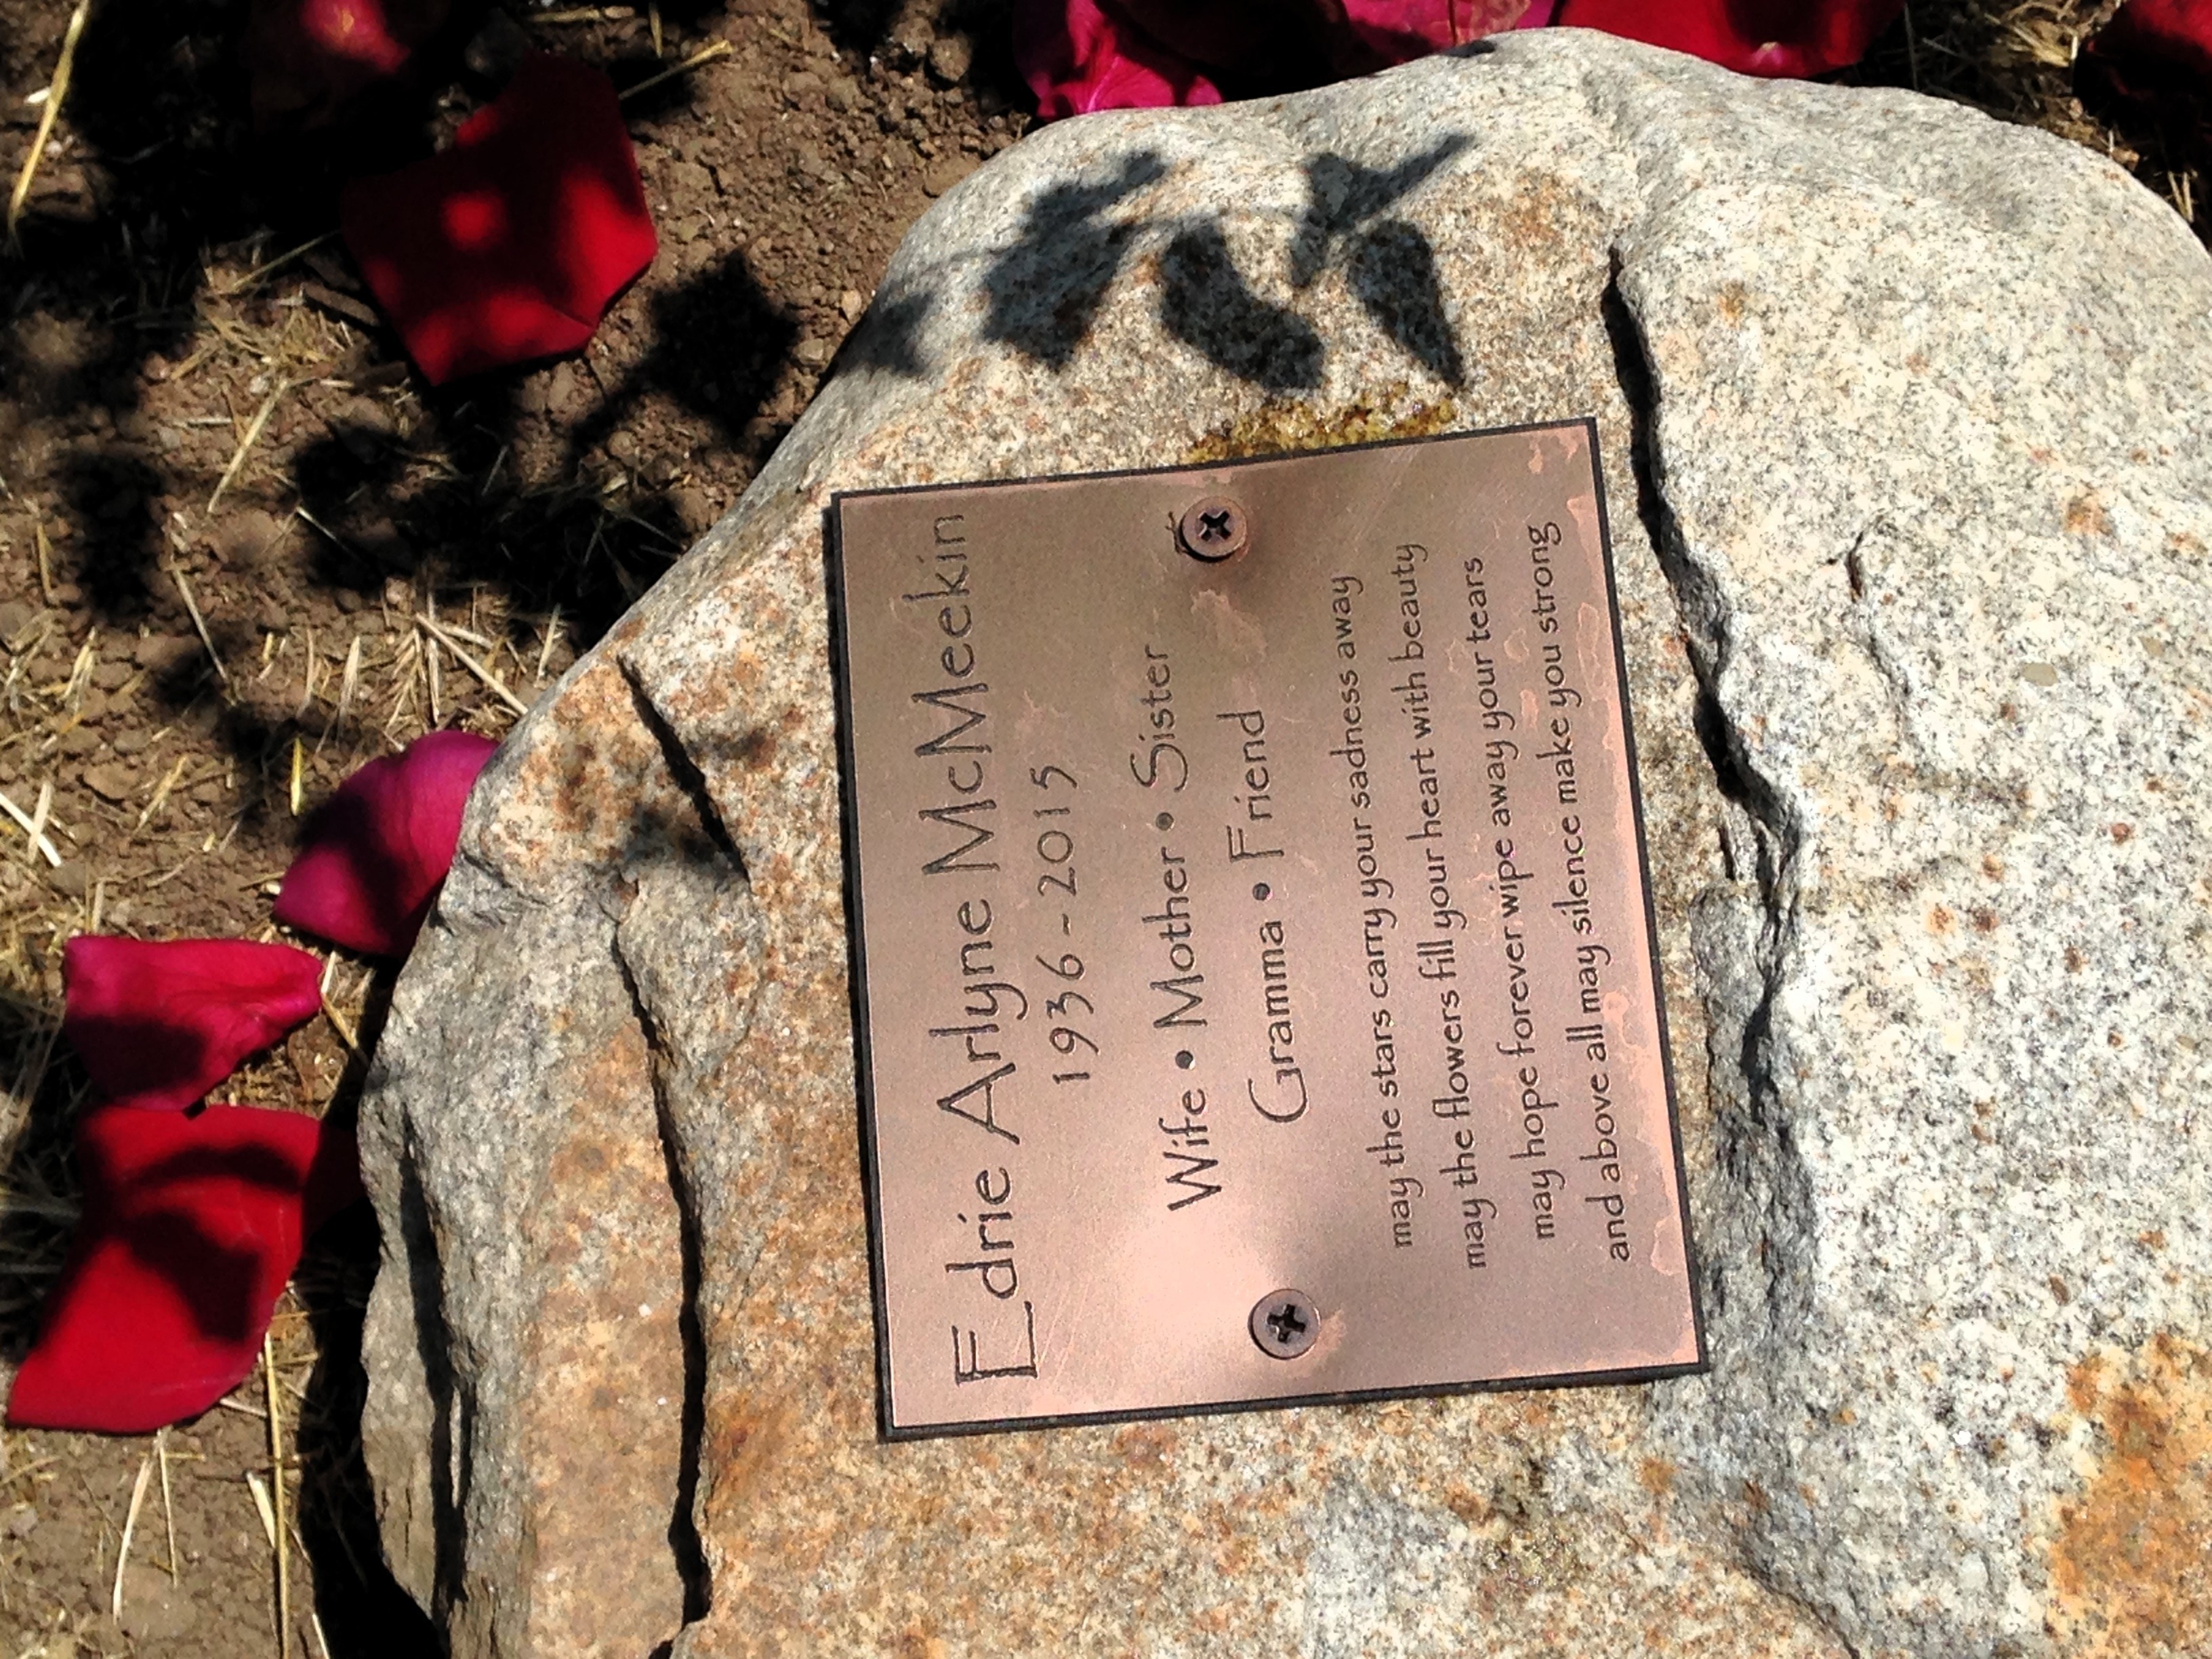 Edrie Arlyne McMeekin
1936-2015
Wife • Mother • Sister
Gramma • Friend
may the stars carry your sadness away
may the flowers fill your heart with beauty
may hope forever wipe away your tears
and above all may silence make you strong